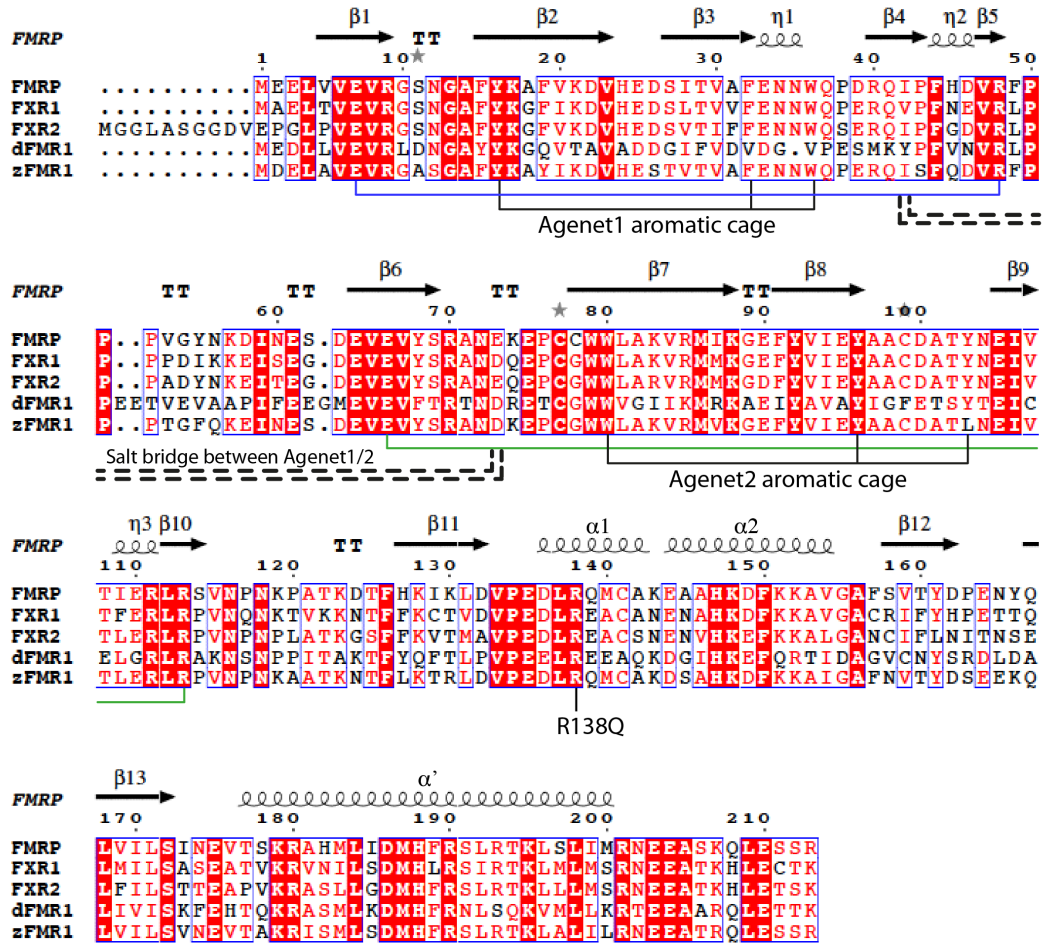 β1 β2 β3 η1 β4 η2 β5
FMRP TT
1 10 20 30 40 50
FMRP ..........MEELVVEVRGSNGAFYKAFVKDVHEDSITVAFENNWQPDRQIPFHDVRFP
FXR1 ..........MAELTVEVRGSNGAFYKGFIKDVHEDSLTVVFENNWQPERQVPFNEVRLP
FXR2 MGGLASGGDVEPGLPVEVRGSNGAFYKGFVKDVHEDSVTIFFENNWQSERQIPFGDVRLP
dFMR1 ..........MEDLLVEVRLDNGAYYKGQVTAVADDGIFVDVDG.VPESMKYPFVNVRLP
zFMR1 ..........MDELAVEVRGASGAFYKAYIKDVHESTVTVAFENNWQPERQISFQDVRFP
Agenet1 aromatic cage
β6 β7 β8 β9
FMRP TT TT TT TT
60 70 80 90 100
FMRP P..PVGYNKDINES.DEVEVYSRANEKEPCCWWLAKVRMIKGEFYVIEYAACDATYNEIV
FXR1 P..PPDIKKEISEG.DEVEVYSRANDQEPCGWWLAKVRMMKGEFYVIEYAACDATYNEIV
FXR2 P..PADYNKEITEG.DEVEVYSRANEQEPCGWWLARVRMMKGDFYVIEYAACDATYNEIV
dFMR1 PEETVEVAAPIFEEGMEVEVFTRTNDRETCGWWVGIIKMRKAEIYAVAYIGFETSYTEIC
zFMR1 P..PTGFQKEINES.DEVEVYSRANDKEPCGWWLARVRMVKGEFYVIEYAACDATLNEIV
Salt bridge between Agenet1/2
Agenet2 aromatic cage
η3 β10 β11 α1 α2 β12
FMRP TT
110 120 130 140 150 160
FMRP TIERLRSVNPNKPATKDTFHKIKLDVPEDLRQMCAKEAAHKDFKKAVGAFSVTYDPENYQ
FXR1 TFERLRPVNQNKTVKKNTFFKCTVDVPEDLREACANENAHKDFKKAVGACRIFYHPETTQ
FXR2 TLERLRPVNPNPLATKGSFFKVTMAVPEDLREACSNENVHKEFKKALGANCIFLNITNSE
dFMR1 ELGRLRAKNSNPPITAKTFYQFTLPVPEELREEAQKDGIHKEFQRTIDAGVCNYSRDLDA
zFMR1 TLERLRPVNPNKAATKNTFLKTRLDVPEDLRQMCAKDSAHKDFKKAIGAFNVTYDSEEKQ
R138Q
β13 α'
FMRP
170 180 190 200 210
FMRP LVILSINEVTSKRAHMLIDMHFRSLRTKLSLIMRNEEASKQLESSR
FXR1 LMILSASEATVKRVNILSDMHLRSIRTKLMLMSRNEEATKHLECTK
FXR2 LFILSTTEAPVKRASLLGDMHFRSLRTKLLLMSRNEEATKHLETSK
dFMR1 LIVISKFEHTQKRASMLKDMHFRNLSQKVMLLKRTEEAARQLETTK
zFMR1 LVILSVNEVTAKRISMLSDMHFRSLRTKLALILRNEEATRQLETTK